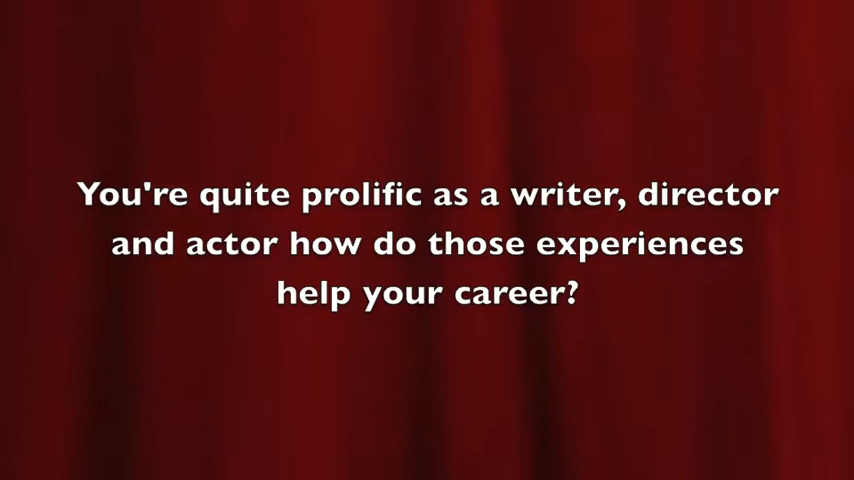 You're quite prolific as a writer, director
and actor how do those experiences
help your career?